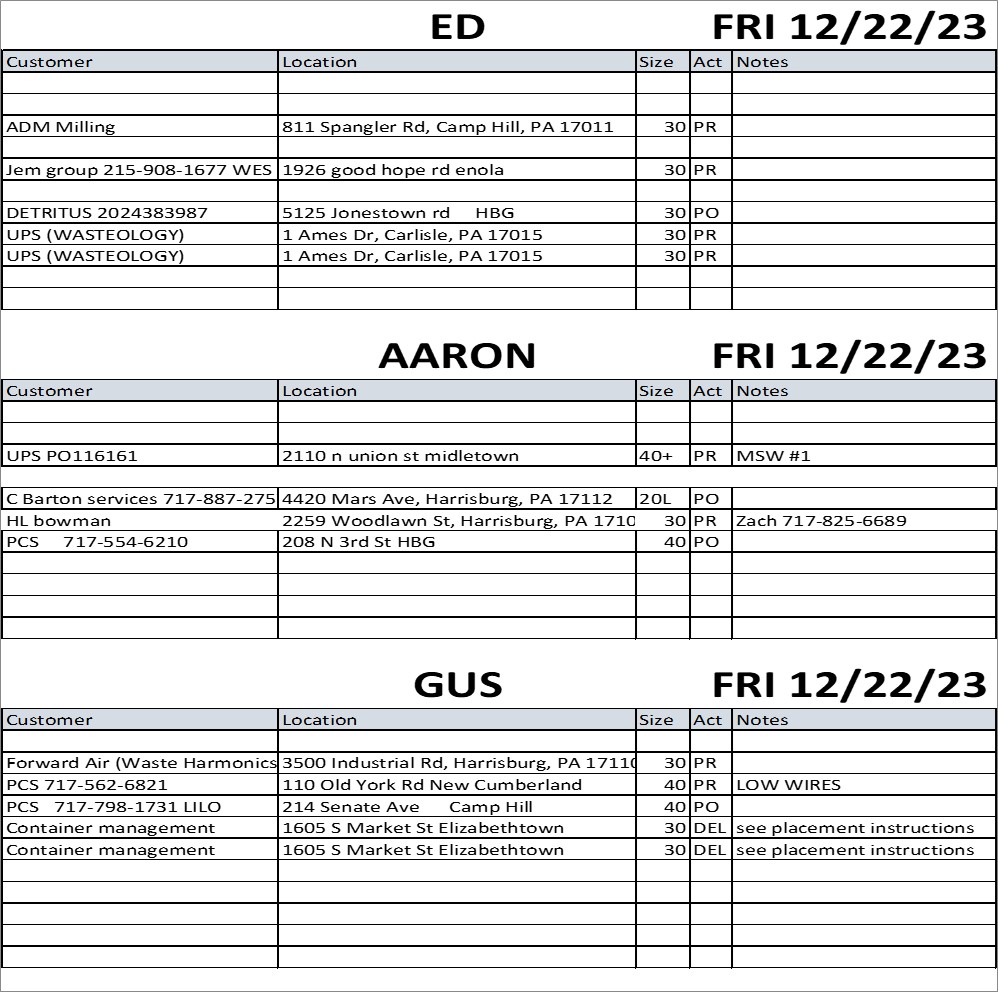 ED FRI 12/22/23
Customer Location Size Act Notes
ADM Milling 811 Spangler Rd, Camp Hill, PA 17011 30 PR
Jem group 215-908-1677 WES 1926 good hope rd enola 30 PR
DETRITUS 2024383987 5125 Jonestown rd HBG 30 PO
UPS (WASTEOLOGY) 1 Ames Dr, Carlisle, PA 17015 30 PR
UPS (WASTEOLOGY) 1 Ames Dr, Carlisle, PA 17015 30 PR
AARON FRI 12/22/23
Customer Location Size Act Notes
UPS PO116161 2110 n union st midletown 40+ PR MSW #1
C Barton services 717-887-275 4420 Mars Ave, Harrisburg, PA 17112 20L PO
HL bowman 2259 Woodlawn St, Harrisburg, PA 1710 30 PR Zach 717-825-6689
PCS 717-554-6210 208 N 3rd St HBG 40 PO
GUS FRI 12/22/23
Customer Location Size Act Notes
Forward Air (Waste Harmonics 3500 Industrial Rd, Harrisburg, PA 17110 30 PR
PCS 717-562-6821 110 Old York Rd New Cumberland 40 PR LOW WIRES
PCS 717-798-1731 LILO 214 Senate Ave Camp Hill 40 PO
Container management 1605 S Market St Elizabethtown 30 DEL see placement instructions
Container management 1605 S Market St Elizabethtown 30 DEL see placement instructions